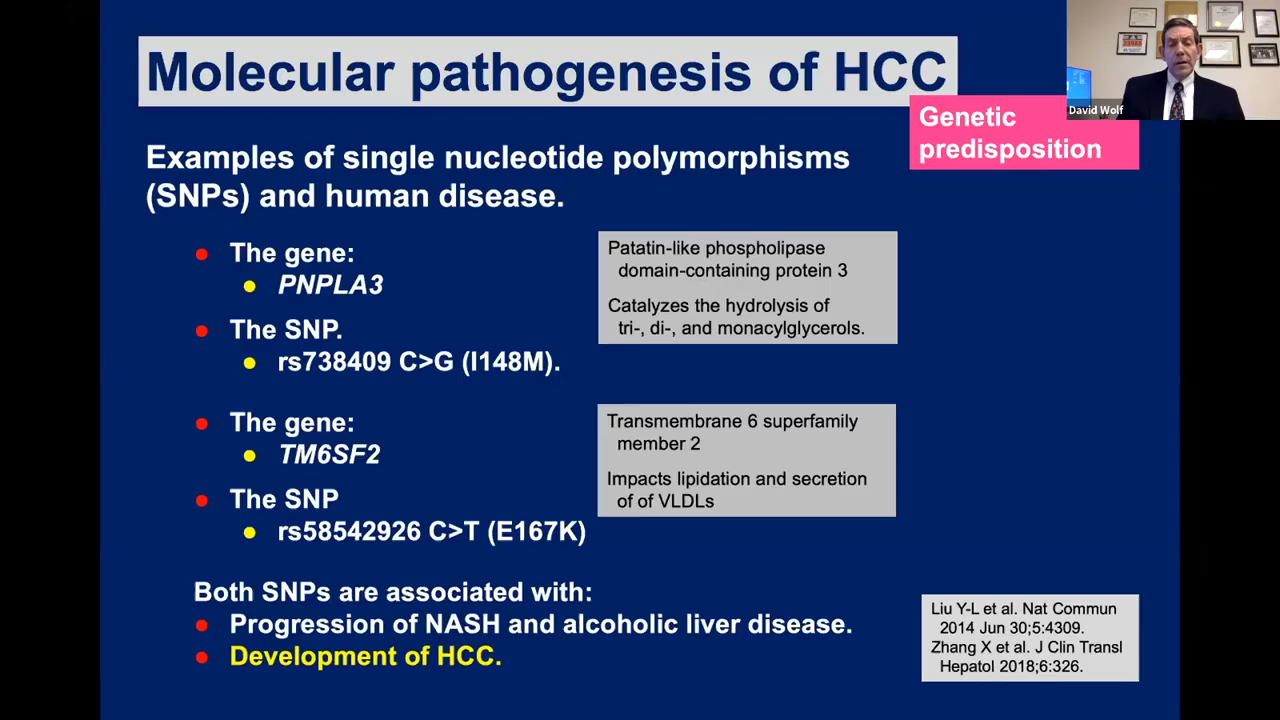 Molecular pathogenesis of HCC
David Wolf
Genetic
predisposition
Examples of single nucleotide polymorphisms
(SNPs) and human disease.
● The gene:
● PNPLA3
Patatin-like phospholipase
domain-containing protein 3
Catalyzes the hydrolysis of
tri-, di-, and monacylglycerols.
● The SNP.
● rs738409 C>G (I148M).
● The gene:
● TM6SF2
Transmembrane 6 superfamily
member 2
Impacts lipidation and secretion
of of VLDLs
● The SNP
● rs58542926 C>T (E167K)
Both SNPs are associated with:
● Progression of NASH and alcoholic liver disease.
● Development of HCC.
Liu Y-L et al. Nat Commun
2014 Jun 30;5:4309.
Zhang X et al. J Clin Transl
Hepatol 2018;6:326.